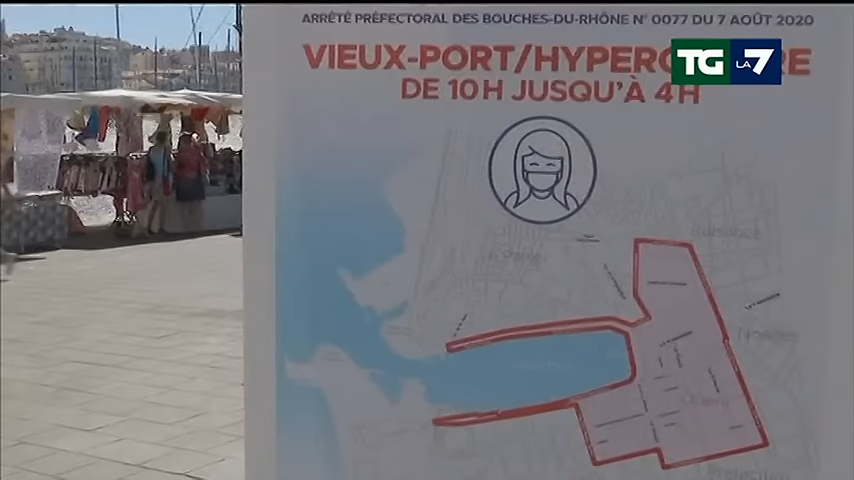 ARRÊTÉ PRÉFECTORAL DES BOUCHES-DU-RHÔNE N° 0077 DU 7 AOÛT 2020
VIEUX-PORT/HYPERC RE
TG LA7
DE 10H JUSQU'À 4H